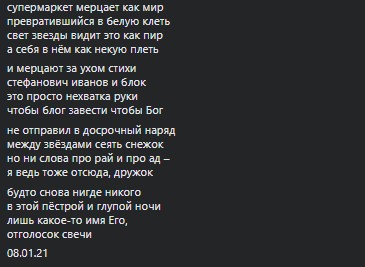 супермаркет мерцает как мир
превратившийся в белую клеть
свет звезды видит это как пир
а себя в нём как некую плеть
и мерцают за ухом стихи
стефанович иванов и блок
это просто нехватка руки
чтобы блог завести чтобы Бог
не отправил в досрочный наряд
между звёздами сеять снежок
но ни слова про рай и про ад –
я ведь тоже отсюда, дружок
будто снова нигде никого
в этой пёстрой и глупой ночи
лишь какое-то имя Его,
отголосок свечи
08.01.21